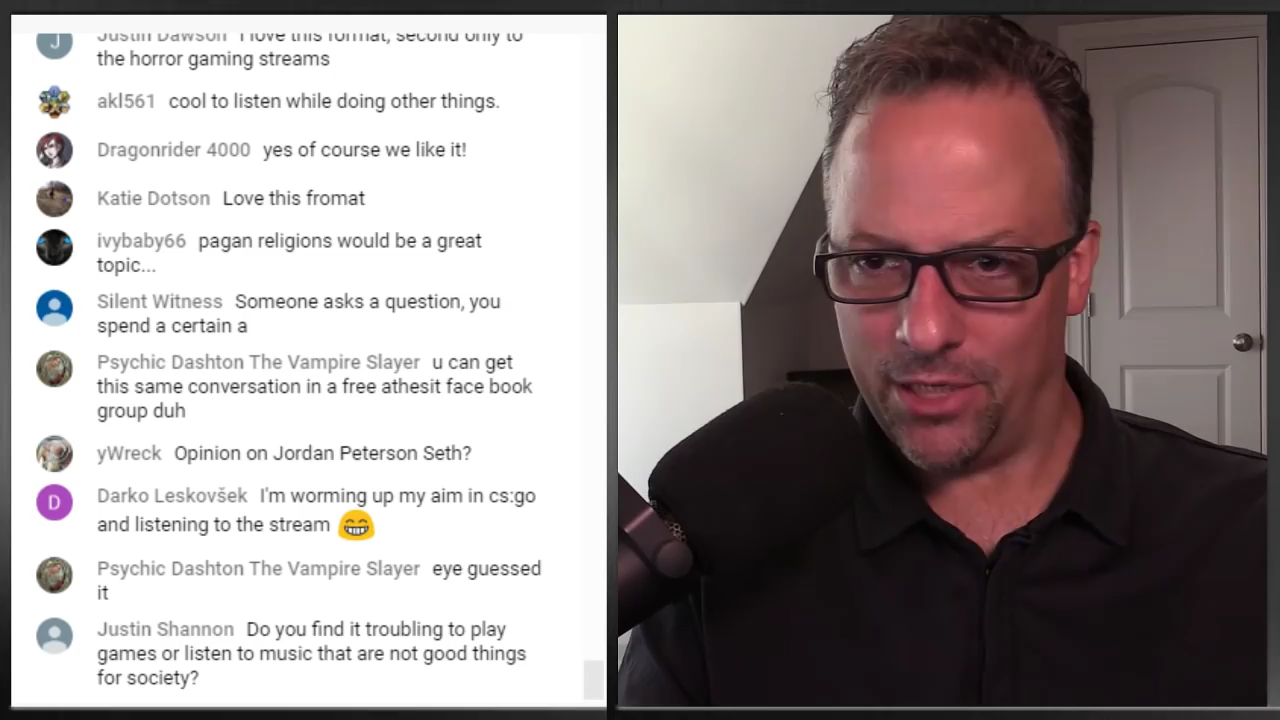 Justin Dawson I love this format, second only to
the horror gaming streams
akl561 cool to listen while doing other things.
Dragonrider 4000 yes of course we like it!
Katie Dotson Love this fromat
ivybaby66 pagan religions would be a great
topic...
Silent Witness Someone asks a question, you
spend a certain a
Psychic Dashton The Vampire Slayer u can get
this same conversation in a free athesit face book
group duh
yWreck Opinion on Jordan Peterson Seth?
D Darko Leskovšek I'm worming up my aim in cs:go
and listening to the stream 😁
Psychic Dashton The Vampire Slayer eye guessed
it
Justin Shannon Do you find it troubling to play
games or listen to music that are not good things
for society?